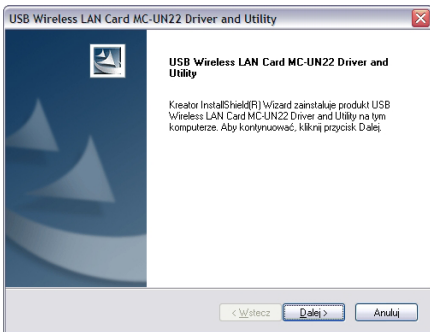 USB Wireless LAN Card MC-UN22 Driver and Utility
USB Wireless LAN Card MC-UN22 Driver and
Utility
Kreator InstallShield(R) Wizard zainstaluje produkt USB
Wireless LAN Card MC-UN22 Driver and Utility na tym
komputerze. Aby kontynuować, kliknij przycisk Dalej.
< Wstecz Dalej > Anuluj